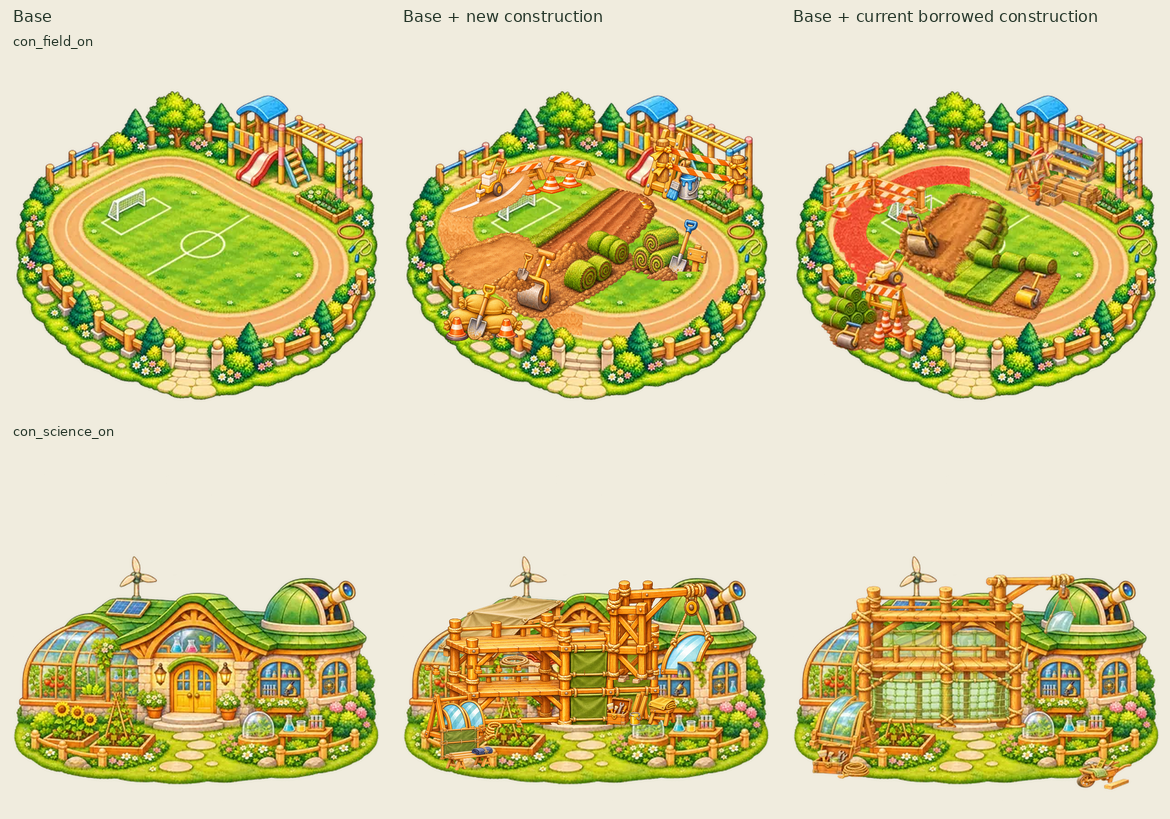 Base
Base + new construction
Base + current borrowed construction
con_field_on
con_science_on